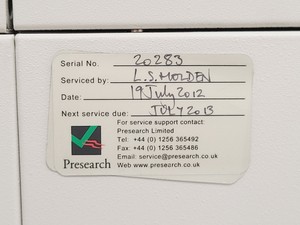 Serial No. 20283
Serviced by: L.S. MOLDEN
Date: 19 July 2012
Next service due: JULY 2013
For service support contact:
Presearch Limited
Tel: +44 (0) 1256 365492
Fax. +44 (0) 1256 365486
Email: service@presearch.co.uk
Web www.presearch.co.uk
Presearch